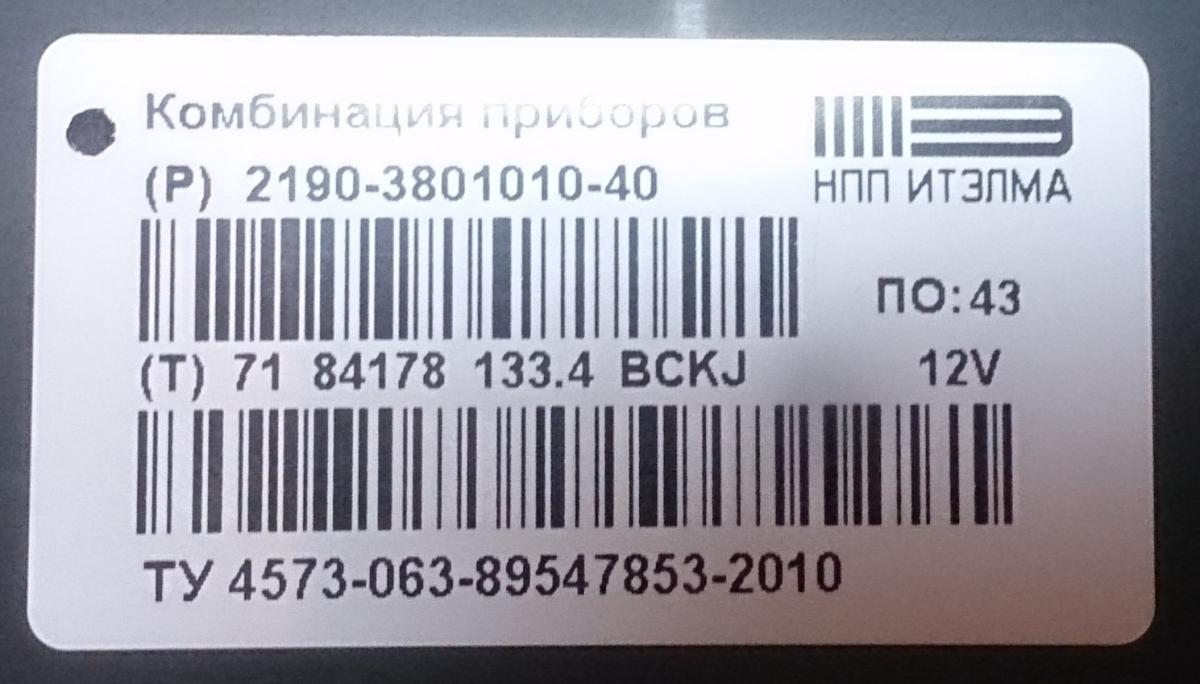 Комбинация приборов
(P) 2190-3801010-40
НПП ИТЭЛМА
ПО:43
(T) 71 84178 133.4 BCKJ
12V
ТУ 4573-063-89547853-2010